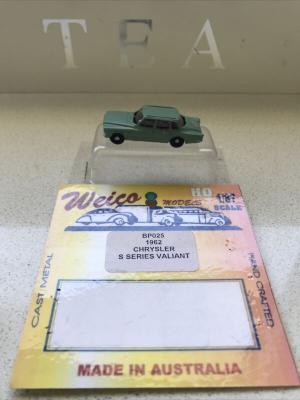 TEA
Weico MODELS HO 1:87 SCALE
BP025
1962
CHRYSLER
S SERIES VALIANT
CAST METAL
HAND CRAFTED
MADE IN AUSTRALIA